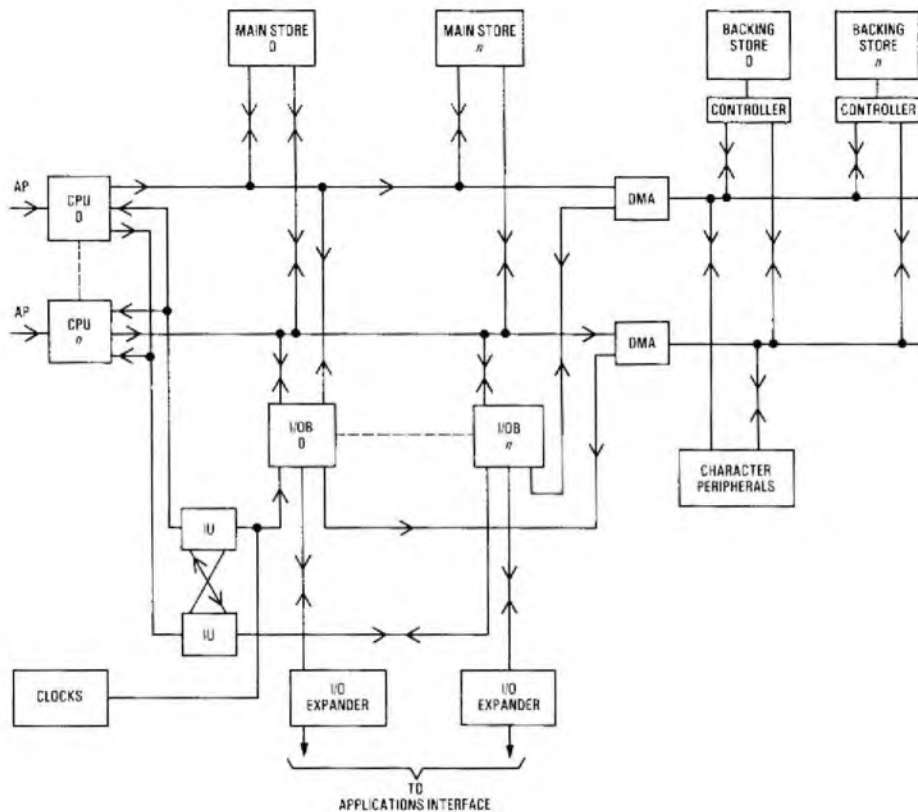 MAIN STORE
0
MAIN STORE
n
BACKING
STORE
0
BACKING
STORE
n
CONTROLLER
CONTROLLER
AP
CPU
0
DMA
AP
CPU
n
DMA
I/OB
0
I/OB
n
CHARACTER
PERIPHERALS
IU
IU
CLOCKS
I/O
EXPANDER
I/O
EXPANDER
TO
APPLICATIONS INTERFACE